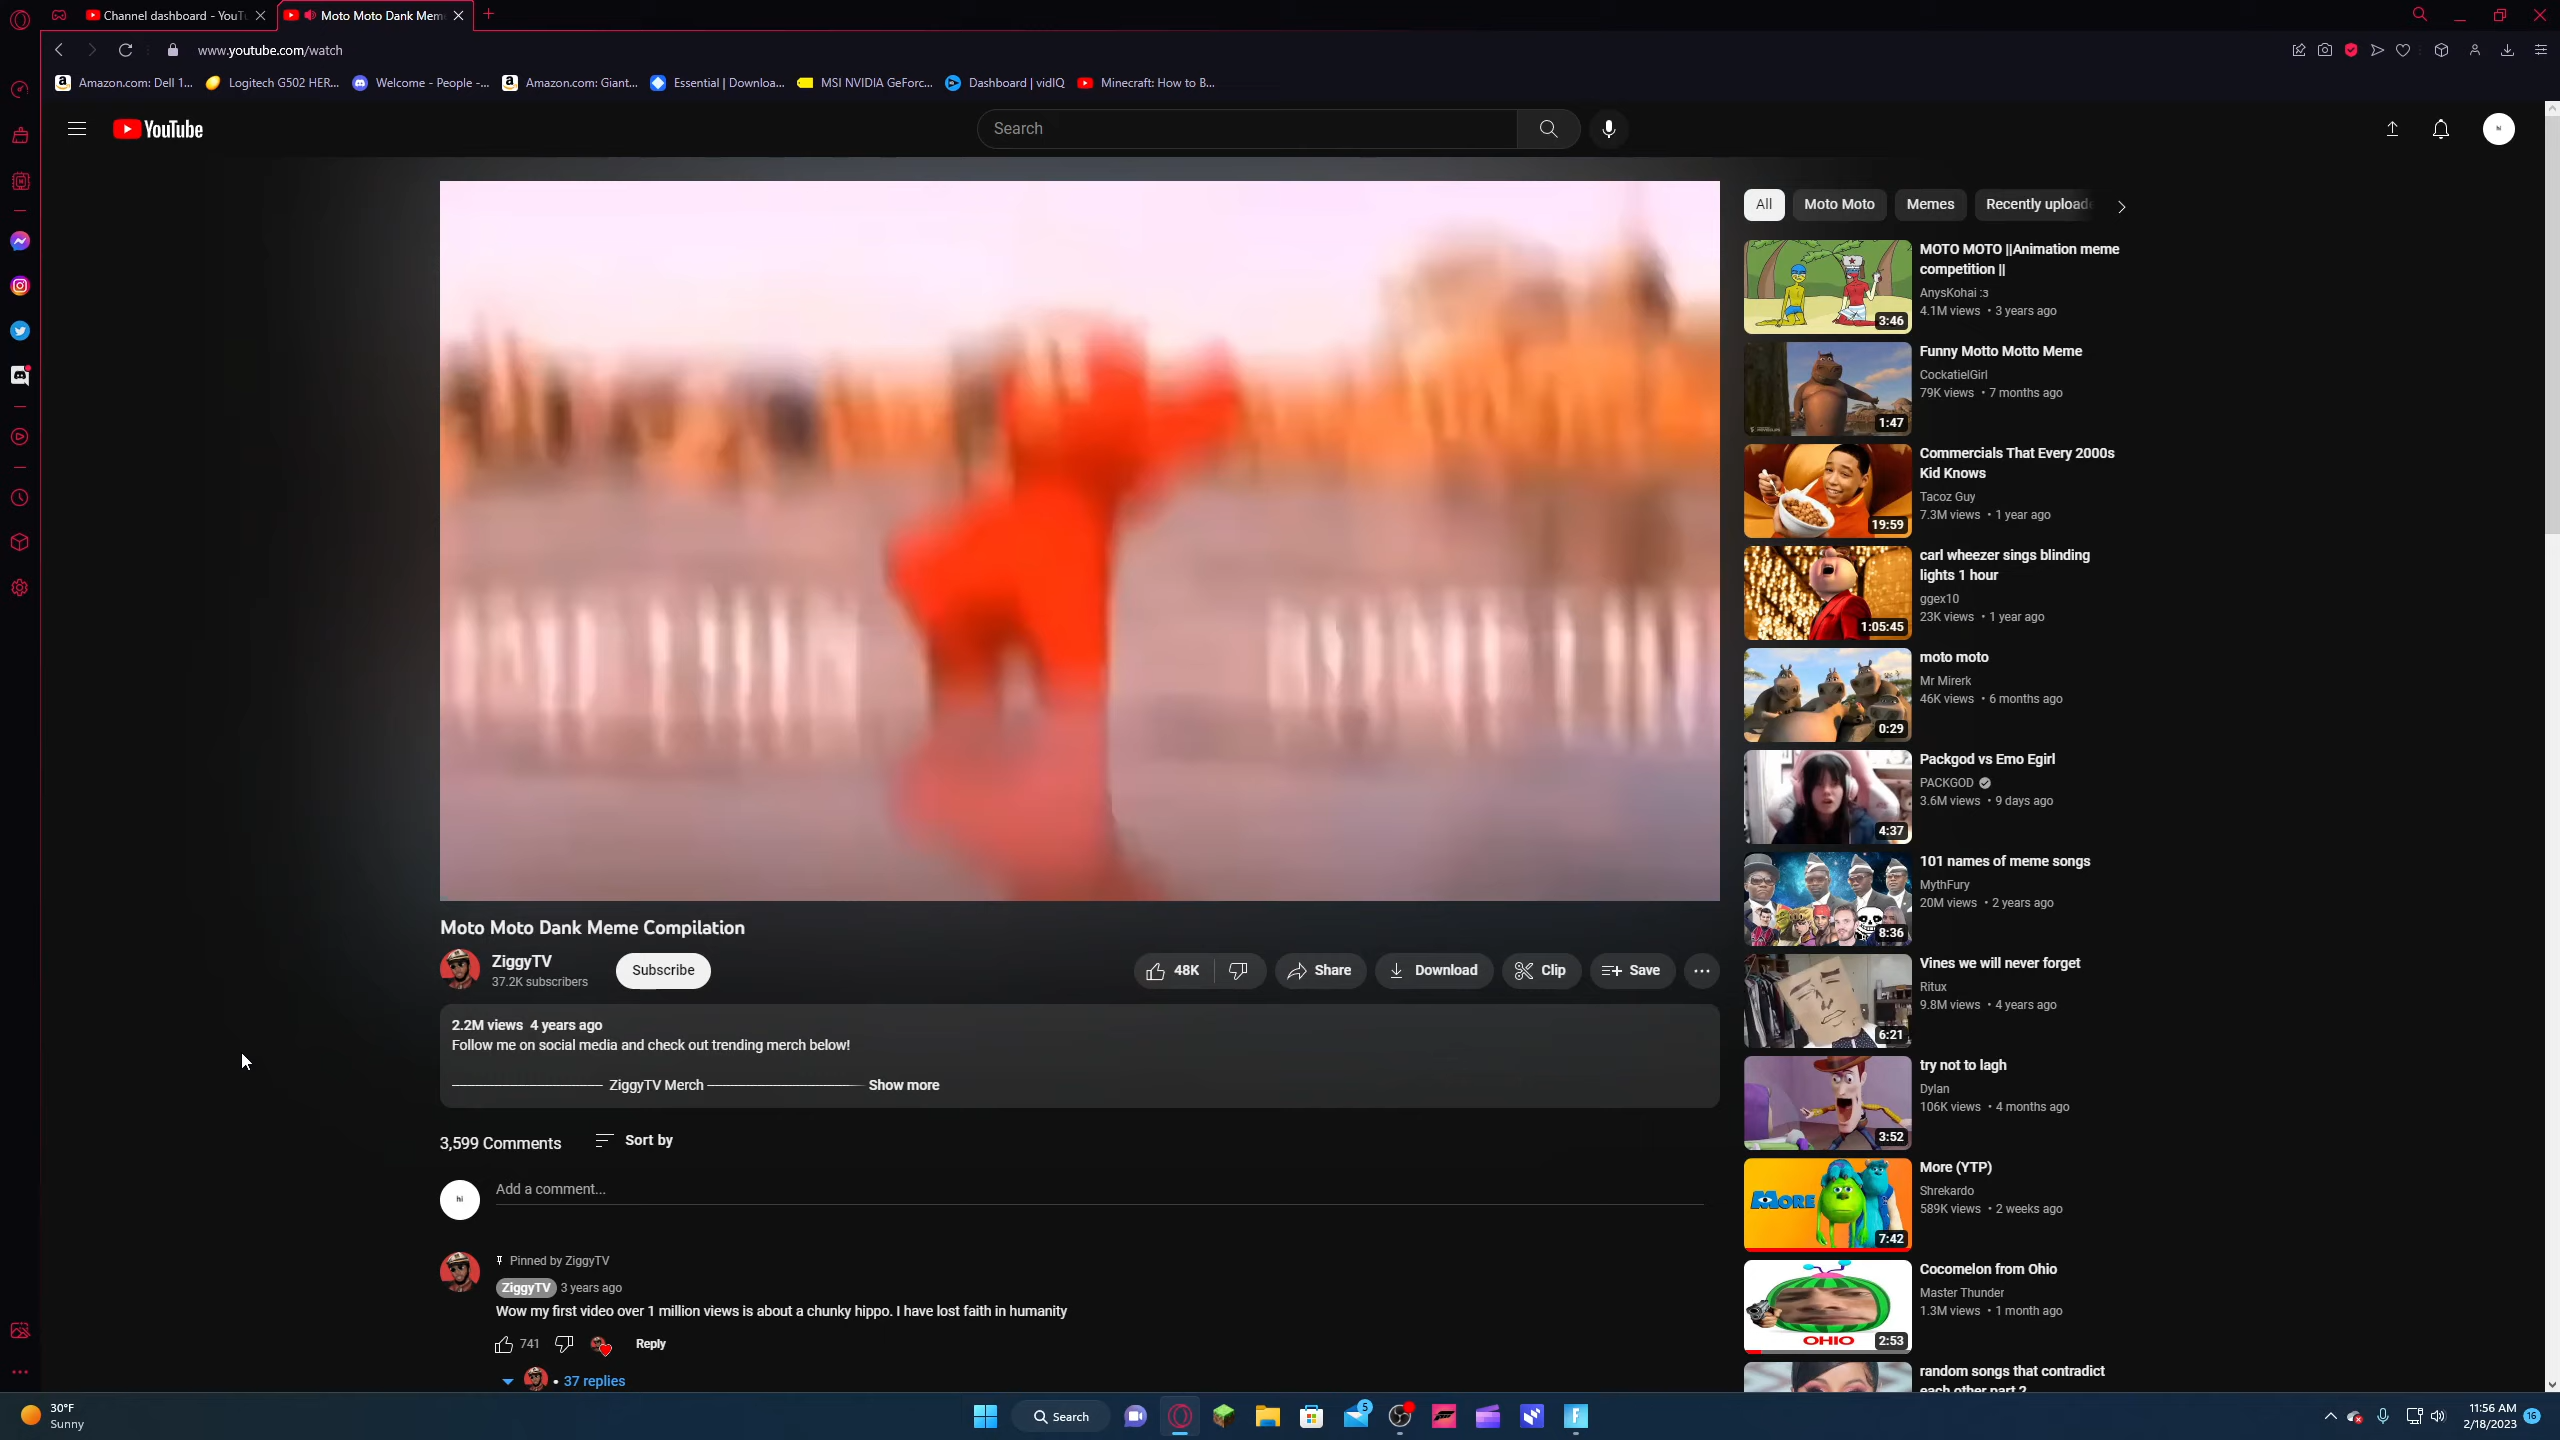 Channel dashboard - YouTu
Moto Moto Dank Mem
www.youtube.com/watch
Amazon.com: Dell 1...
Logitech G502 HER...
Welcome - People -...
Amazon.com: Giant...
Essential | Downloa...
MSI NVIDIA GeForc...
Dashboard | vidIQ
Minecraft: How to B...
YouTube
Search
hi
All
Moto Moto
Memes
Recently uploade
MOTO MOTO ||Animation meme
competition ||
AnysKohai :3
4.1M views • 3 years ago
3:46
Funny Motto Motto Meme
CockatielGirl
79K views • 7 months ago
1:47
Commercials That Every 2000s
Kid Knows
Tacoz Guy
7.3M views • 1 year ago
19:59
carl wheezer sings blinding
lights 1 hour
ggex10
23K views • 1 year ago
1:05:45
moto moto
Mr Mirerk
46K views • 6 months ago
0:29
Packgod vs Emo Egirl
PACKGOD
3.6M views • 9 days ago
4:37
101 names of meme songs
MythFury
20M views • 2 years ago
8:36
Vines we will never forget
Ritux
9.8M views • 4 years ago
6:21
try not to lagh
Dylan
106K views • 4 months ago
3:52
More (YTP)
Shrekardo
589K views • 2 weeks ago
MORE
7:42
Cocomelon from Ohio
Master Thunder
1.3M views • 1 month ago
OHIO
2:53
random songs that contradict
each other part 2
Moto Moto Dank Meme Compilation
ZiggyTV
37.2K subscribers
Subscribe
48K
Share
Download
Clip
Save
2.2M views 4 years ago
Follow me on social media and check out trending merch below!
ZiggyTV Merch
Show more
3,599 Comments
Sort by
hi
Add a comment...
Pinned by ZiggyTV
ZiggyTV 3 years ago
Wow my first video over 1 million views is about a chunky hippo. I have lost faith in humanity
741
Reply
• 37 replies
30°F
Sunny
Search
5
11:56 AM
2/18/2023
16